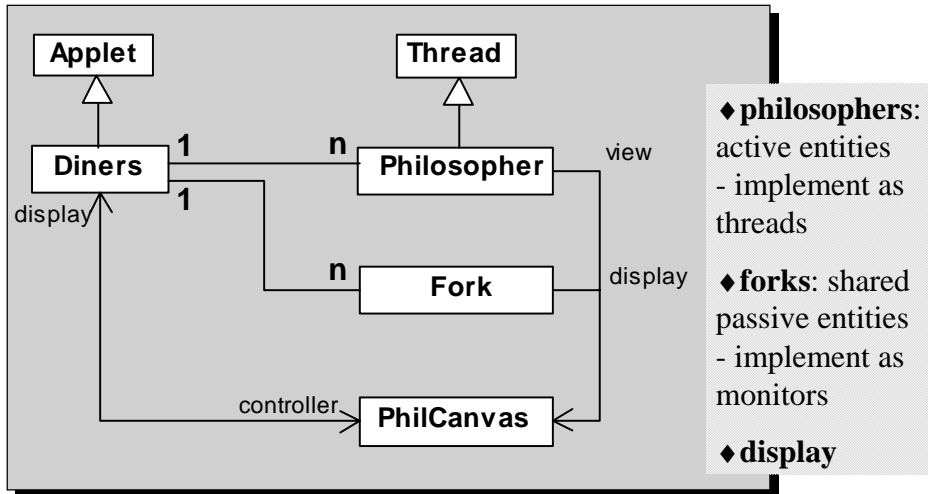 Applet
Thread
Diners
1
n
Philosopher
view
1
display
n
Fork
display
controller
PhilCanvas
♦philosophers:
active entities
- implement as
threads
♦forks: shared
passive entities
- implement as
monitors
♦display